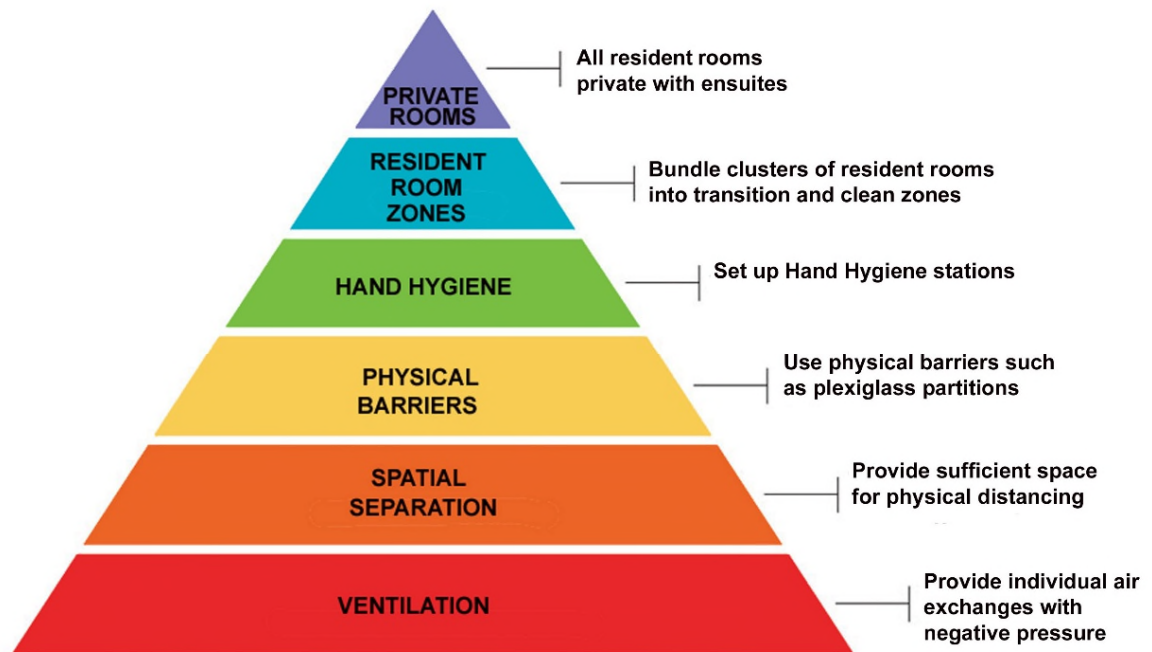 PRIVATE
ROOMS
All resident rooms
private with ensuites
RESIDENT
ROOM
ZONES
Bundle clusters of resident rooms
into transition and clean zones
HAND HYGIENE
Set up Hand Hygiene stations
PHYSICAL
BARRIERS
Use physical barriers such
as plexiglass partitions
SPATIAL
SEPARATION
Provide sufficient space
for physical distancing
VENTILATION
Provide individual air
exchanges with
negative pressure